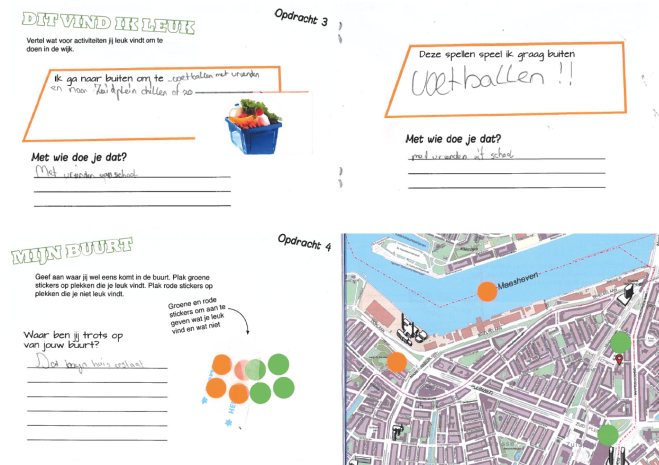 Opdracht 3
DIT VIND IK LEUK
Vertel wat voor activiteiten jij leuk vindt om te
doen in de wijk.
Ik ga naar buiten om te ..voetballen met vrienden
en naar Zuidplein chillen of zo
Met wie doe je dat?
Met vrienden van school
Deze spellen speel ik graag buiten
voetballen !!
Met wie doe je dat?
met vrienden uit school
Opdracht 4
MIJN BUURT
Geef aan waar jij wel eens komt in de buurt. Plak groene
stickers op plekken die je leuk vindt. Plak rode stickers op
plekken die je niet leuk vindt.
Groene en rode
stickers om aan te
geven wat je leuk
vind en wat niet
Waar ben jij trots op
van jouw buurt?
Dat mijn huis erstaat
Maashaven